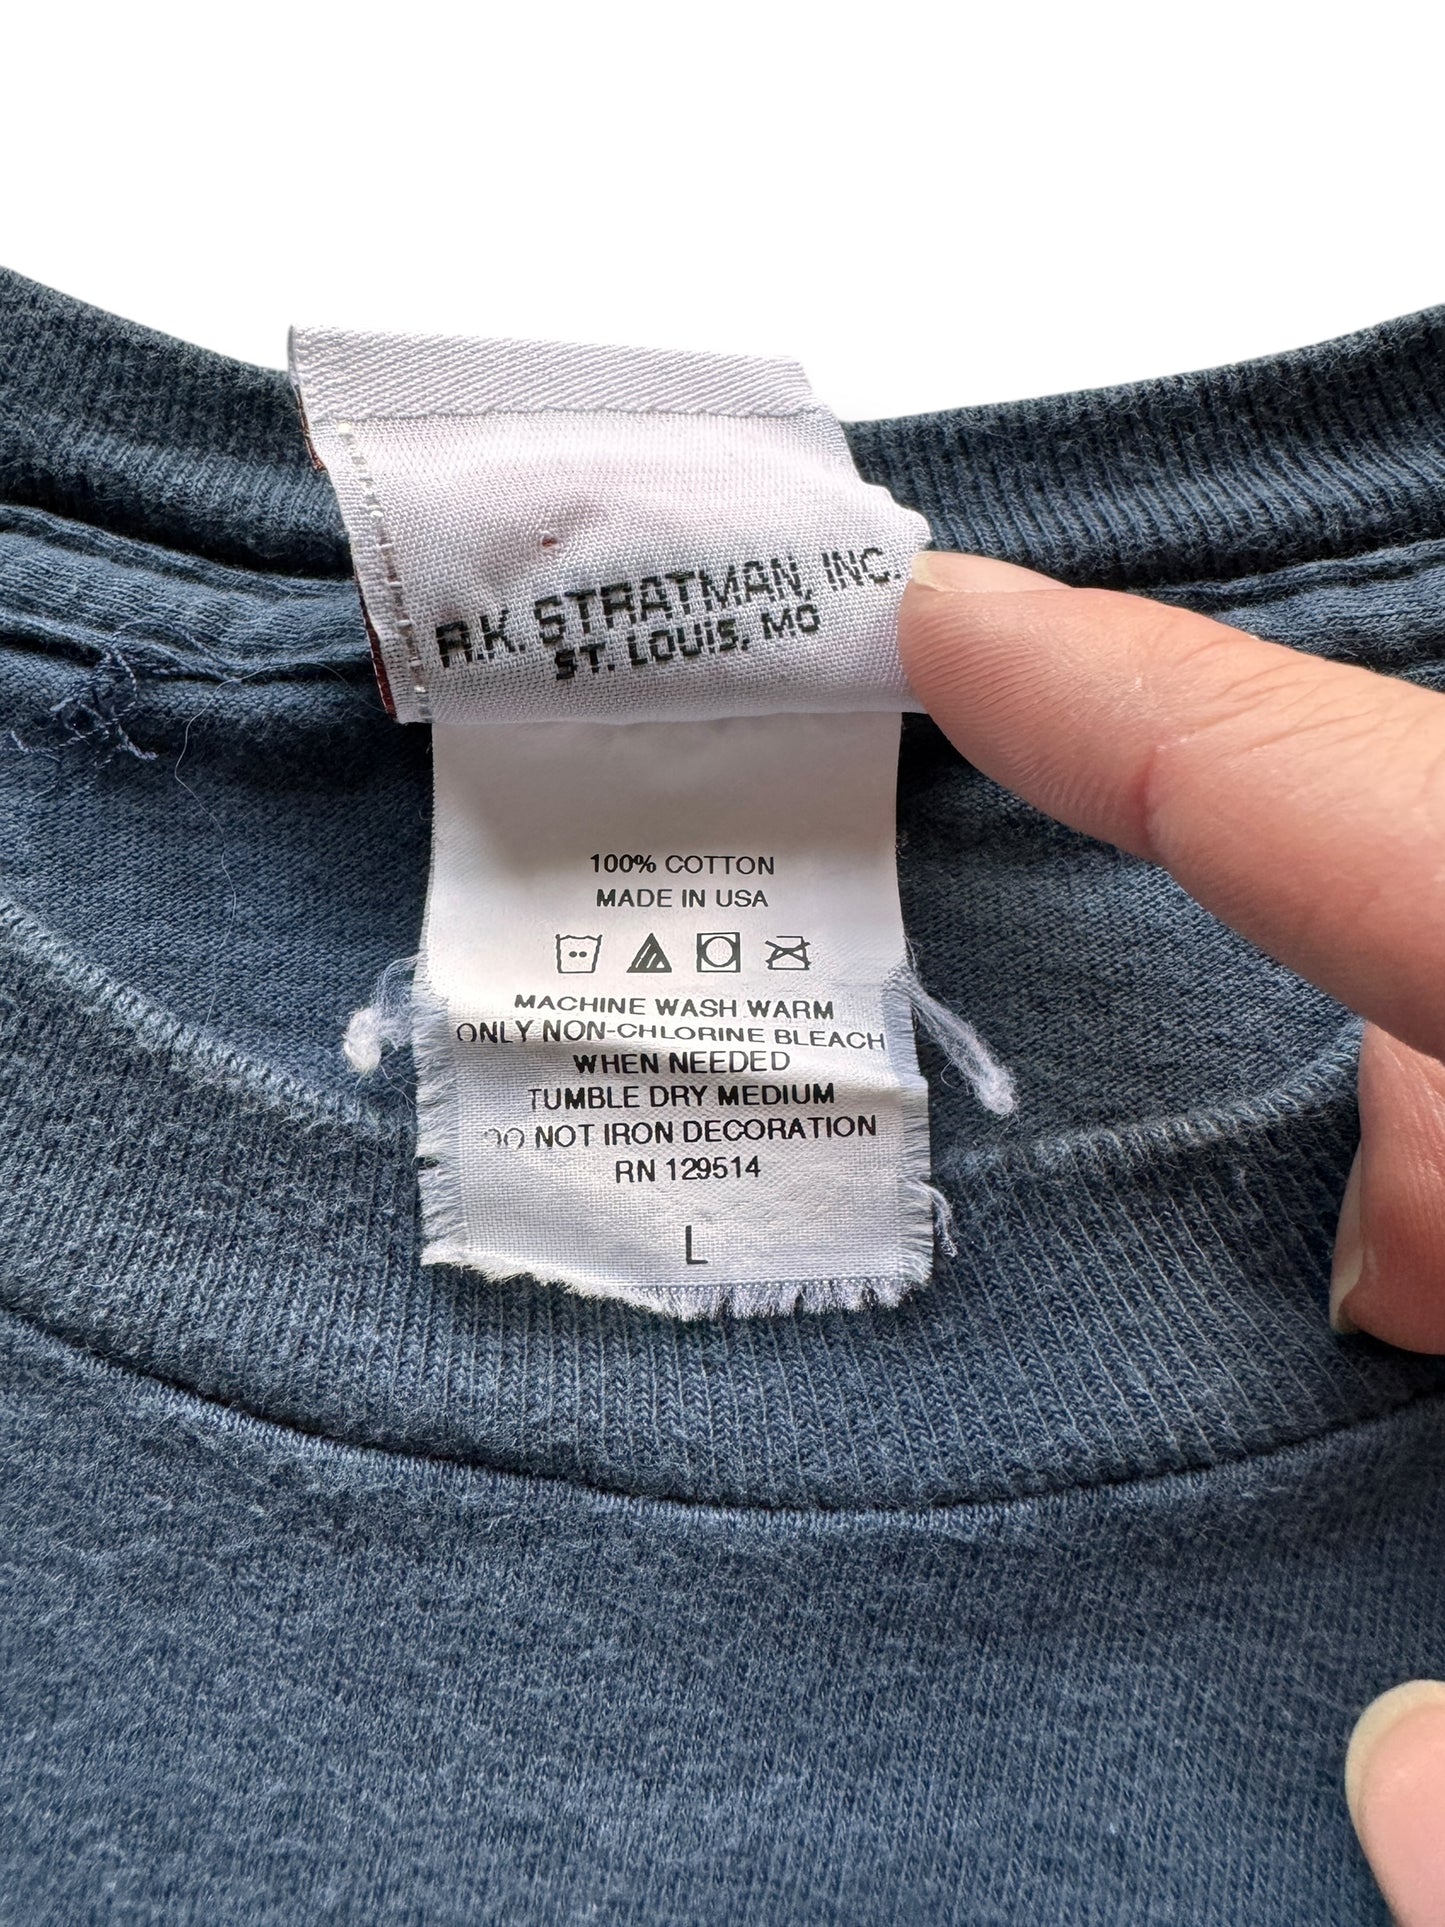 R.K. STRATMAN, INC.
ST. LOUIS, MO
100% COTTON
MADE IN USA
MACHINE WASH WARM
ONLY NON-CHLORINE BLEACH
WHEN NEEDED
TUMBLE DRY MEDIUM
DO NOT IRON DECORATION
RN 129514
L